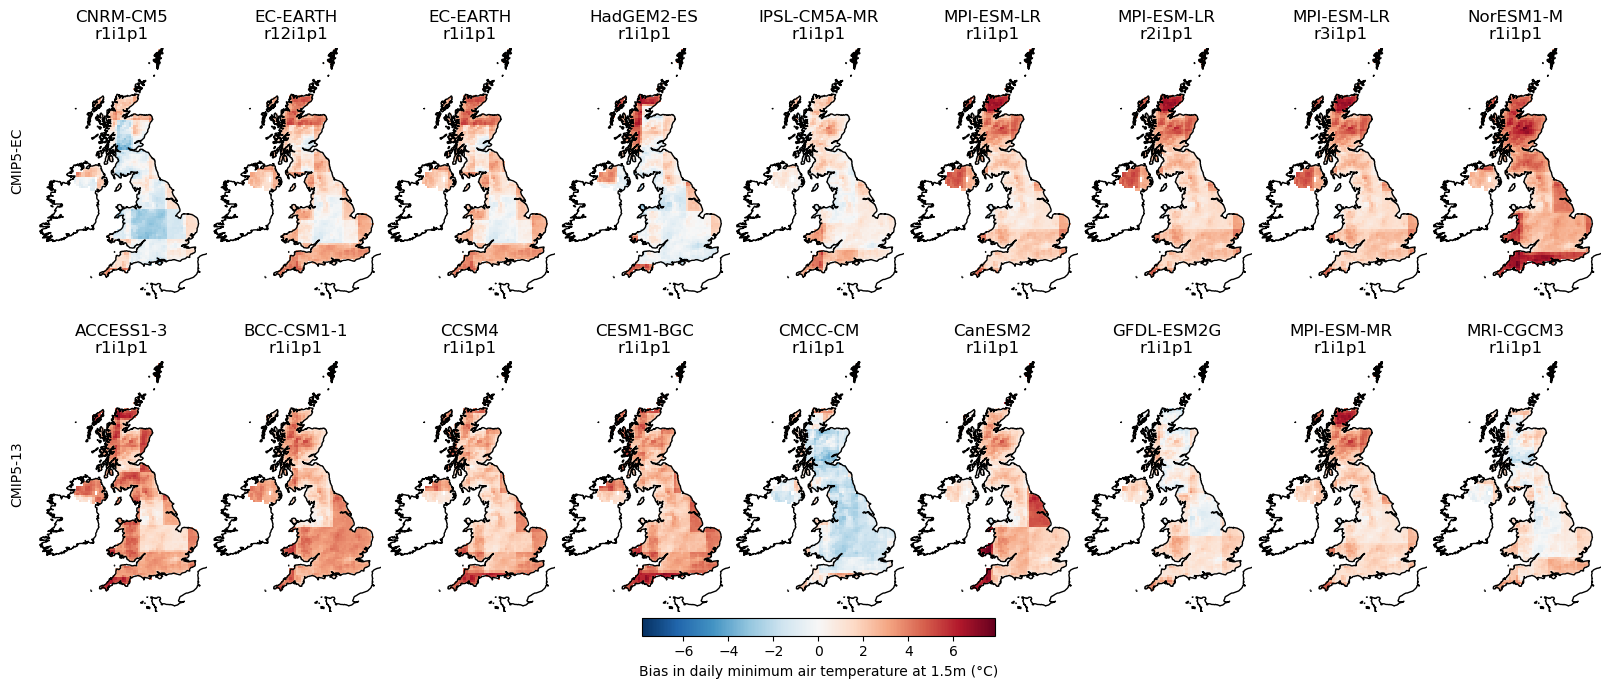 CNRM-CM5
r1i1p1
EC-EARTH
r12i1p1
EC-EARTH
r1i1p1
HadGEM2-ES
r1i1p1
IPSL-CM5A-MR
r1i1p1
MPI-ESM-LR
r1i1p1
MPI-ESM-LR
r2i1p1
MPI-ESM-LR
r3i1p1
NorESM1-M
r1i1p1
CMIP5-EC
ACCESS1-3
r1i1p1
BCC-CSM1-1
r1i1p1
CCSM4
r1i1p1
CESM1-BGC
r1i1p1
CMCC-CM
r1i1p1
CanESM2
r1i1p1
GFDL-ESM2G
r1i1p1
MPI-ESM-MR
r1i1p1
MRI-CGCM3
r1i1p1
CMIP5-13
−6 −4 −2 0 2 4 6
Bias in daily minimum air temperature at 1.5m (°C)